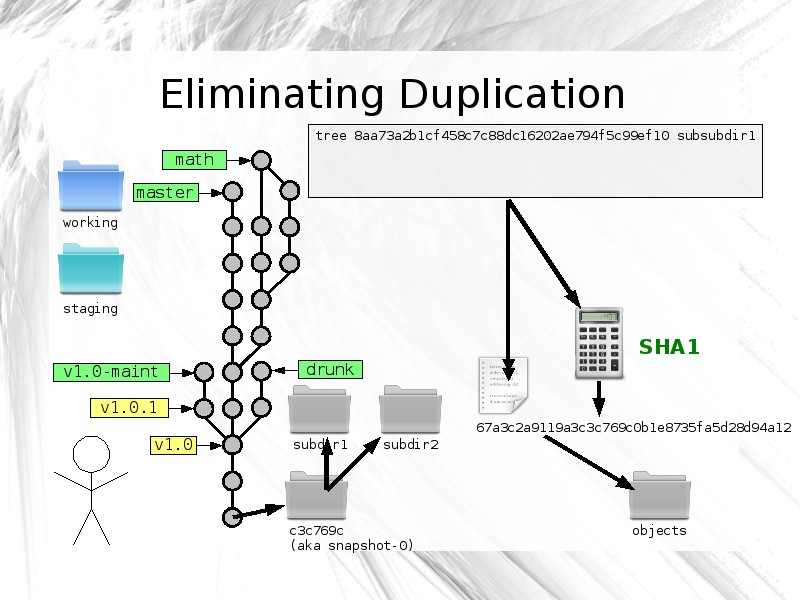 Eliminating Duplication
tree 8aa73a2b1cf458c7c88dc16202ae794f5c99ef10 subsubdir1
math
master
working
staging
SHA1
v1.0-maint
drunk
v1.0.1
67a3c2a9119a3c3c769c0b1e8735fa5d28d94a12
v1.0
subdir1
subdir2
c3c769c
(aka snapshot-0)
objects